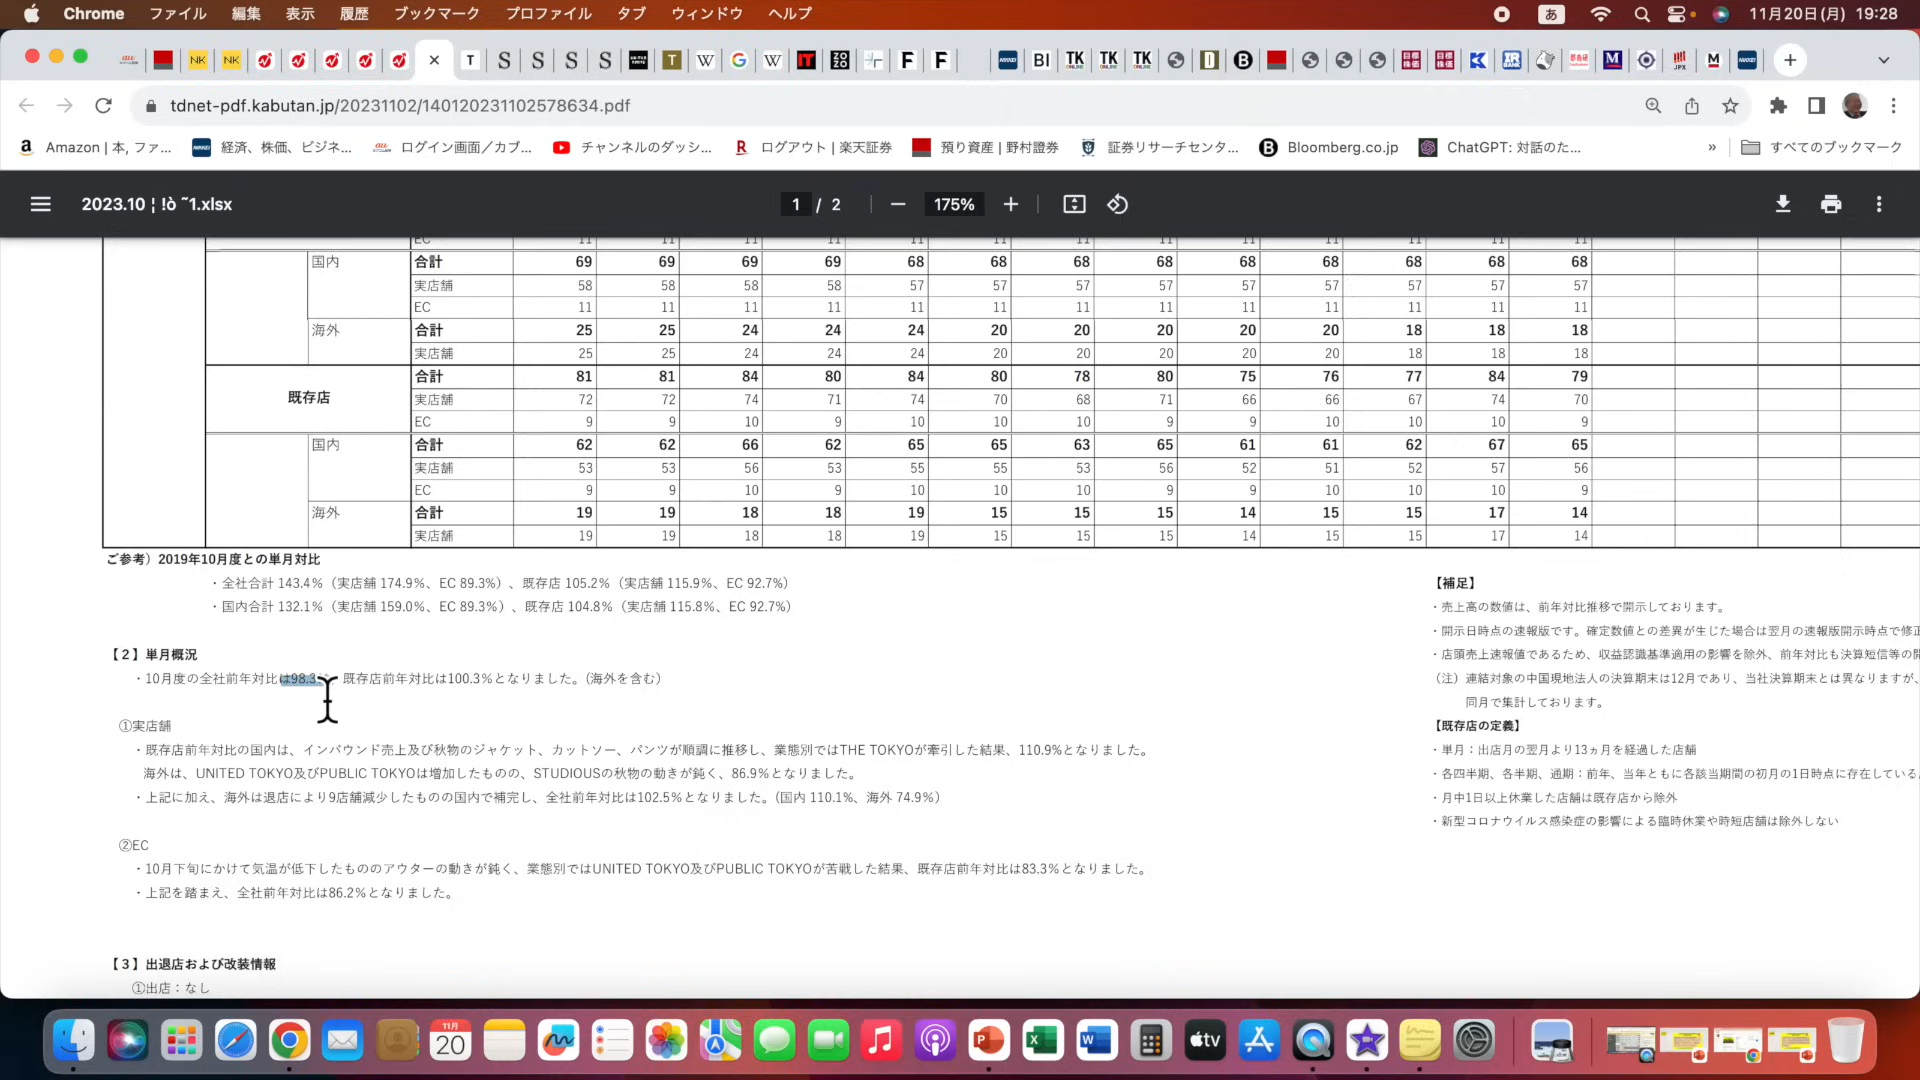 Chrome ファイル 編集 表示 履歴 ブックマーク プロファイル タブ ウィンドウ ヘルプ あ 11月20日(月) 19:28
tdnet-pdf.kabutan.jp/20231102/140120231102578634.pdf
Amazon | 本, ファ... 経済、株価、ビジネ... ログイン画面／カブ... チャンネルのダッシ... ログアウト | 楽天証券 預り資産 | 野村證券 証券リサーチセンタ... Bloomberg.co.jp ChatGPT: 対話のた... » すべてのブックマーク
2023.10 ¦ !ò ˜1.xlsx 1 / 2 175%
EC 11 11 11 11 11 11 11 11 11 11 11 11 11
国内 合計 69 69 69 69 68 68 68 68 68 68 68 68 68
実店舗 58 58 58 58 57 57 57 57 57 57 57 57 57
EC 11 11 11 11 11 11 11 11 11 11 11 11 11
海外 合計 25 25 24 24 24 20 20 20 20 20 18 18 18
実店舗 25 25 24 24 24 20 20 20 20 20 18 18 18
既存店 合計 81 81 84 80 84 80 78 80 75 76 77 84 79
実店舗 72 72 74 71 74 70 68 71 66 66 67 74 70
EC 9 9 10 9 10 10 10 9 9 10 10 10 9
国内 合計 62 62 66 62 65 65 63 65 61 61 62 67 65
実店舗 53 53 56 53 55 55 53 56 52 51 52 57 56
EC 9 9 10 9 10 10 10 9 9 10 10 10 9
海外 合計 19 19 18 18 19 15 15 15 14 15 15 17 14
実店舗 19 19 18 18 19 15 15 15 14 15 15 17 14
ご参考）2019年10月度との単月対比
・全社合計 143.4％（実店舗 174.9％、EC 89.3％）、既存店 105.2％（実店舗 115.9％、EC 92.7％）
・国内合計 132.1％（実店舗 159.0％、EC 89.3％）、既存店 104.8％（実店舗 115.8％、EC 92.7％）
【２】単月概況
・10月度の全社前年対比は98.3 既存店前年対比は100.3％となりました。（海外を含む）
①実店舗
・既存店前年対比の国内は、インバウンド売上及び秋物のジャケット、カットソー、パンツが順調に推移し、業態別ではTHE TOKYOが牽引した結果、110.9％となりました。
海外は、UNITED TOKYO及びPUBLIC TOKYOは増加したものの、STUDIOUSの秋物の動きが鈍く、86.9％となりました。
・上記に加え、海外は退店により9店舗減少したものの国内で補完し、全社前年対比は102.5％となりました。（国内 110.1％、海外 74.9％）
②EC
・10月下旬にかけて気温が低下したもののアウターの動きが鈍く、業態別ではUNITED TOKYO及びPUBLIC TOKYOが苦戦した結果、既存店前年対比は83.3％となりました。
・上記を踏まえ、全社前年対比は86.2％となりました。
【３】出退店および改装情報
①出店：なし
【補足】
・売上高の数値は、前年対比推移で開示しております。
・開示日時点の速報版です。確定数値との差異が生じた場合は翌月の速報版開示時点で修正
・店頭売上速報値であるため、収益認識基準適用の影響を除外、前年対比も決算短信等の開
（注）連結対象の中国現地法人の決算期末は12月であり、当社決算期末とは異なりますが、
同月で集計しております。
【既存店の定義】
・単月：出店月の翌月より13ヵ月を経過した店舗
・各四半期、各半期、通期：前年、当年ともに各該当期間の初月の1日時点に存在している
・月中1日以上休業した店舗は既存店から除外
・新型コロナウイルス感染症の影響による臨時休業や時短店舗は除外しない
11月
20